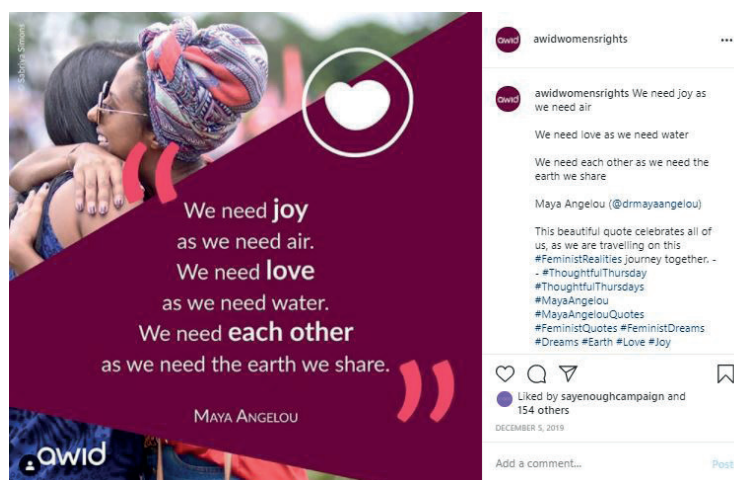 Sabriya Simons
We need joy
as we need air.
We need love
as we need water.
We need each other
as we need the earth we share.
MAYA ANGELOU
awid
awid
awidwomensrights
awid
awidwomensrights We need joy as
we need air
We need love as we need water
We need each other as we need the
earth we share
Maya Angelou (@drmayaangelou)
This beautiful quote celebrates all of
us, as we are travelling on this
#FeministRealities journey together. -
- #ThoughtfulThursday
#ThoughtfulThursdays
#MayaAngelou
#MayaAngelouQuotes
#FeministQuotes #FeministDreams
#Dreams #Earth #Love #Joy
Liked by sayenoughcampaign and
154 others
DECEMBER 5, 2019
Add a comment...
Post